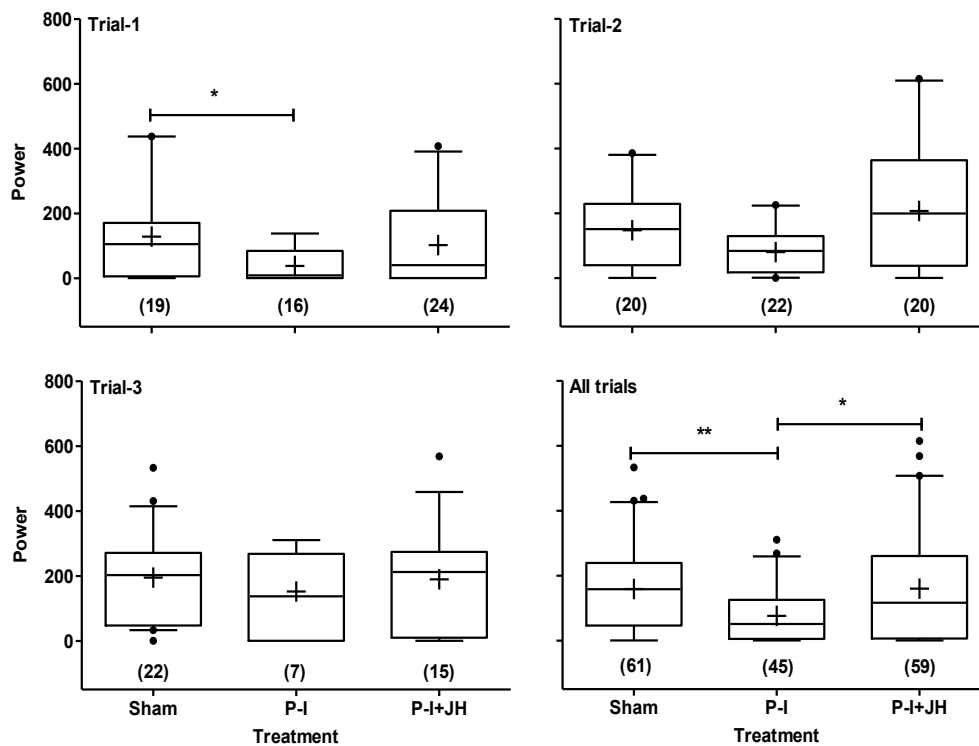 Trial-1
800
600
400
200
0
Power
*
(19) (16) (24)
Trial-2
*
(20) (22) (20)
Trial-3
800
600
400
200
0
Power
(22) (7) (15)
Sham P-I P-I+JH
Treatment
All trials
** *
(61) (45) (59)
Sham P-I P-I+JH
Treatment